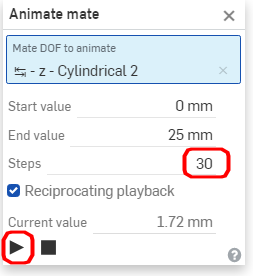 Animate mate
Mate DOF to animate
- z - Cylindrical 2
Start value 0 mm
End value 25 mm
Steps 30
Reciprocating playback
Current value 1.72 mm